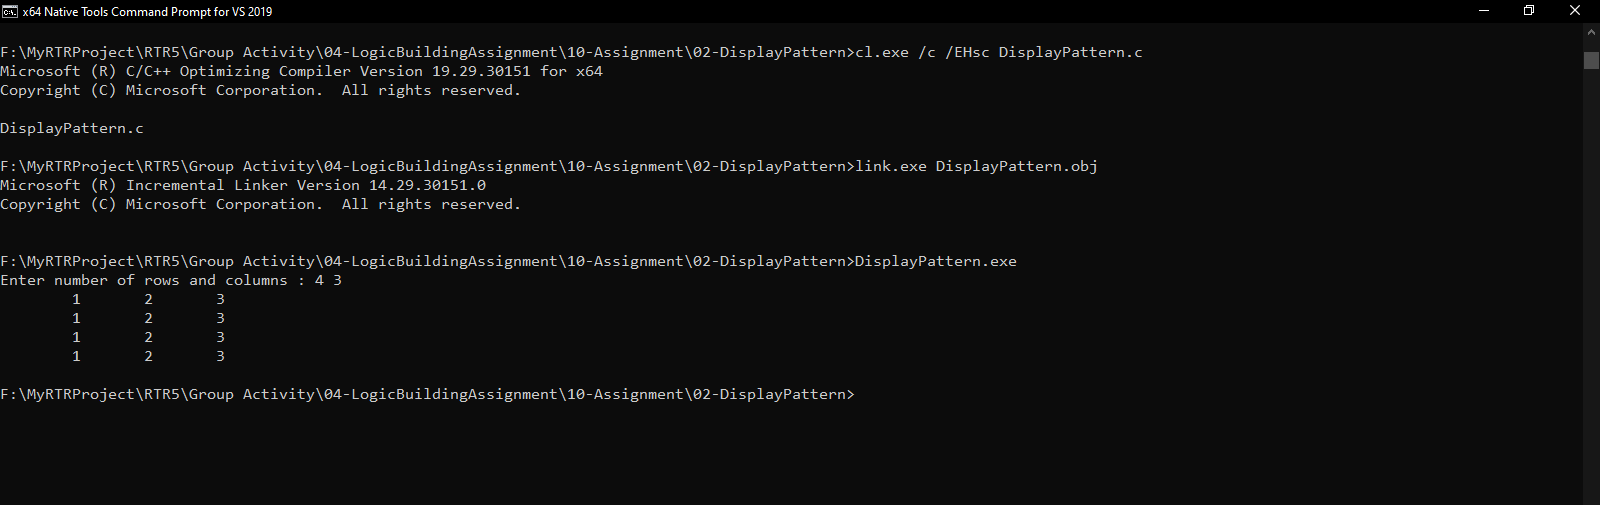 x64 Native Tools Command Prompt for VS 2019
F:\MyRTRProject\RTR5\Group Activity\04-LogicBuildingAssignment\10-Assignment\02-DisplayPattern>cl.exe /c /EHsc DisplayPattern.c
Microsoft (R) C/C++ Optimizing Compiler Version 19.29.30151 for x64
Copyright (C) Microsoft Corporation.  All rights reserved.
DisplayPattern.c
F:\MyRTRProject\RTR5\Group Activity\04-LogicBuildingAssignment\10-Assignment\02-DisplayPattern>link.exe DisplayPattern.obj
Microsoft (R) Incremental Linker Version 14.29.30151.0
Copyright (C) Microsoft Corporation.  All rights reserved.
F:\MyRTRProject\RTR5\Group Activity\04-LogicBuildingAssignment\10-Assignment\02-DisplayPattern>DisplayPattern.exe
Enter number of rows and columns : 4 3
        1       2       3
        1       2       3
        1       2       3
        1       2       3
F:\MyRTRProject\RTR5\Group Activity\04-LogicBuildingAssignment\10-Assignment\02-DisplayPattern>